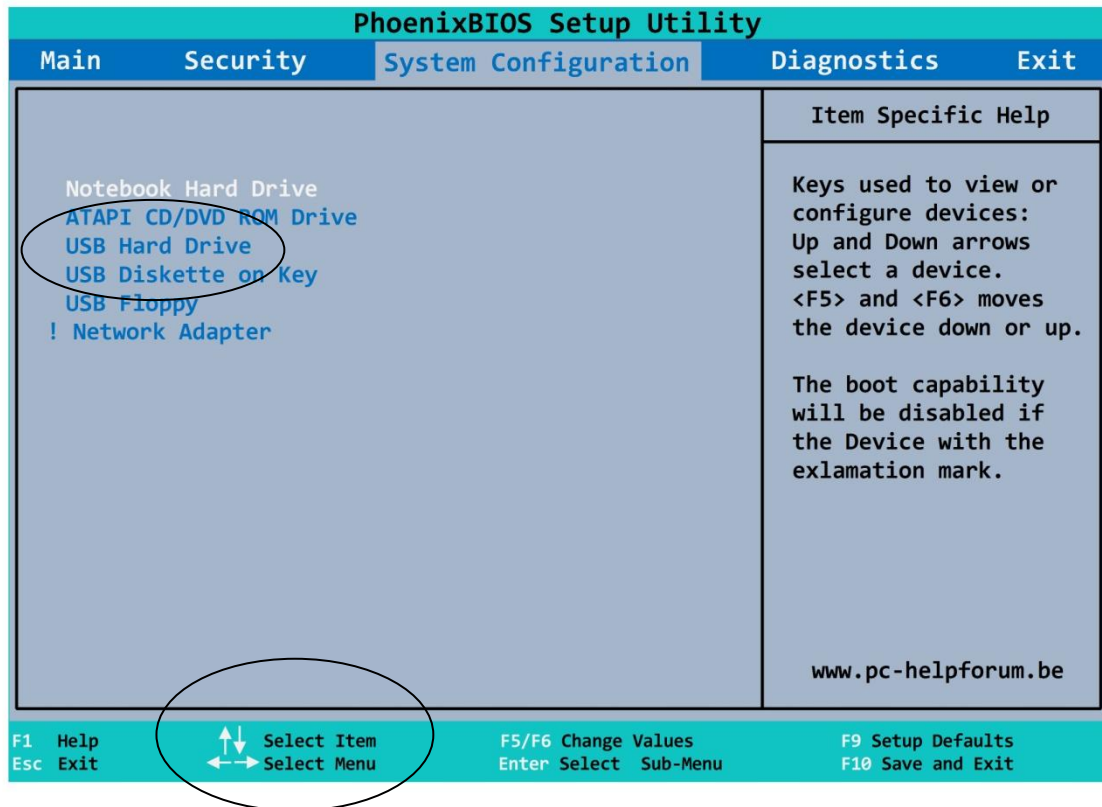 PhoenixBIOS Setup Utility
Main Security System Configuration Diagnostics Exit
Notebook Hard Drive
ATAPI CD/DVD ROM Drive
USB Hard Drive
USB Diskette on Key
USB Floppy
! Network Adapter
Item Specific Help
Keys used to view or
configure devices:
Up and Down arrows
select a device.
<F5> and <F6> moves
the device down or up.
The boot capability
will be disabled if
the Device with the
exlamation mark.
www.pc-helpforum.be
F1 Help ↑↓ Select Item F5/F6 Change Values F9 Setup Defaults
Esc Exit ←→ Select Menu Enter Select Sub-Menu F10 Save and Exit